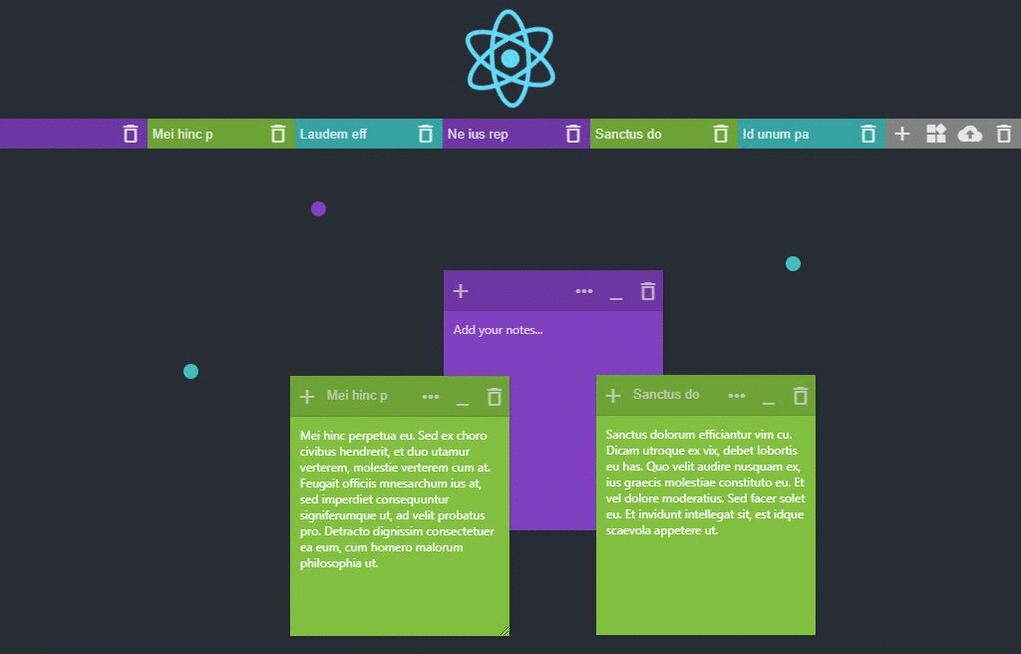 Mei hinc p
Laudem eff
Ne ius rep
Sanctus do
Id unum pa
Add your notes...
Mei hinc p
Mei hinc perpetua eu. Sed ex choro
civibus hendrerit, et duo utamur
verterem, molestie verterem cum at.
Feugait officiis mnesarchum ius at,
sed imperdiet consequuntur
signiferumque ut, ad velit probatus
pro. Detracto dignissim consectetuer
ea eum, cum homero malorum
philosophia ut.
Sanctus do
Sanctus dolorum efficiantur vim cu.
Dicam utroque ex vix, debet lobortis
eu has. Quo velit audire nusquam ex,
ius graecis molestiae constituto eu. Et
vel dolore moderatius. Sed facer solet
eu. Et invidunt intellegat sit, est idque
scaevola appetere ut.